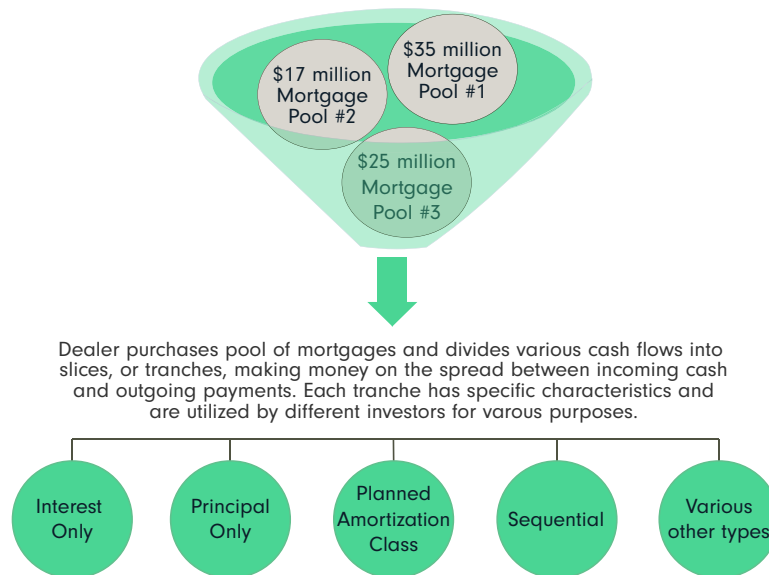 $35 million
Mortgage
Pool #1
$17 million
Mortgage
Pool #2
$25 million
Mortgage
Pool #3
Dealer purchases pool of mortgages and divides various cash flows into
slices, or tranches, making money on the spread between incoming cash
and outgoing payments. Each tranche has specific characteristics and
are utilized by different investors for varous purposes.
Interest
Only
Principal
Only
Planned
Amortization
Class
Sequential
Various
other types